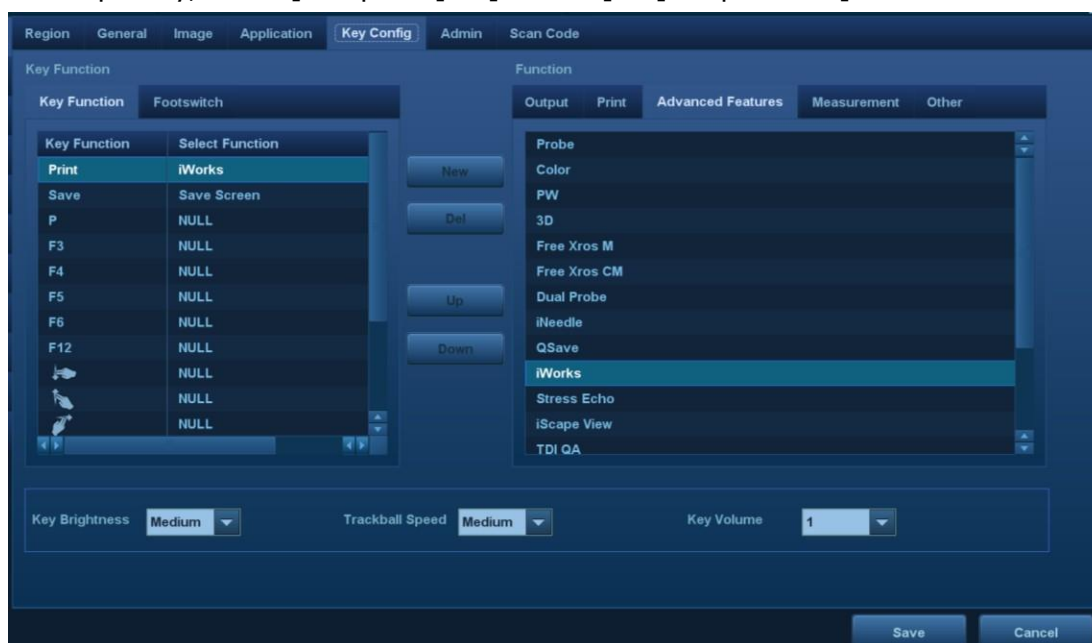 Region General Image Application Key Config Admin Scan Code
Key Function
Function
Key Function Footswitch
Output Print Advanced Features Measurement Other
Key Function Select Function
Print iWorks
Save Save Screen
P NULL
F3 NULL
F4 NULL
F5 NULL
F6 NULL
F12 NULL
NULL
NULL
NULL
New
Del
Up
Down
Probe
Color
PW
3D
Free Xros M
Free Xros CM
Dual Probe
iNeedle
QSave
iWorks
Stress Echo
iScape View
TDI QA
Key Brightness Medium Trackball Speed Medium Key Volume 1
Save Cancel